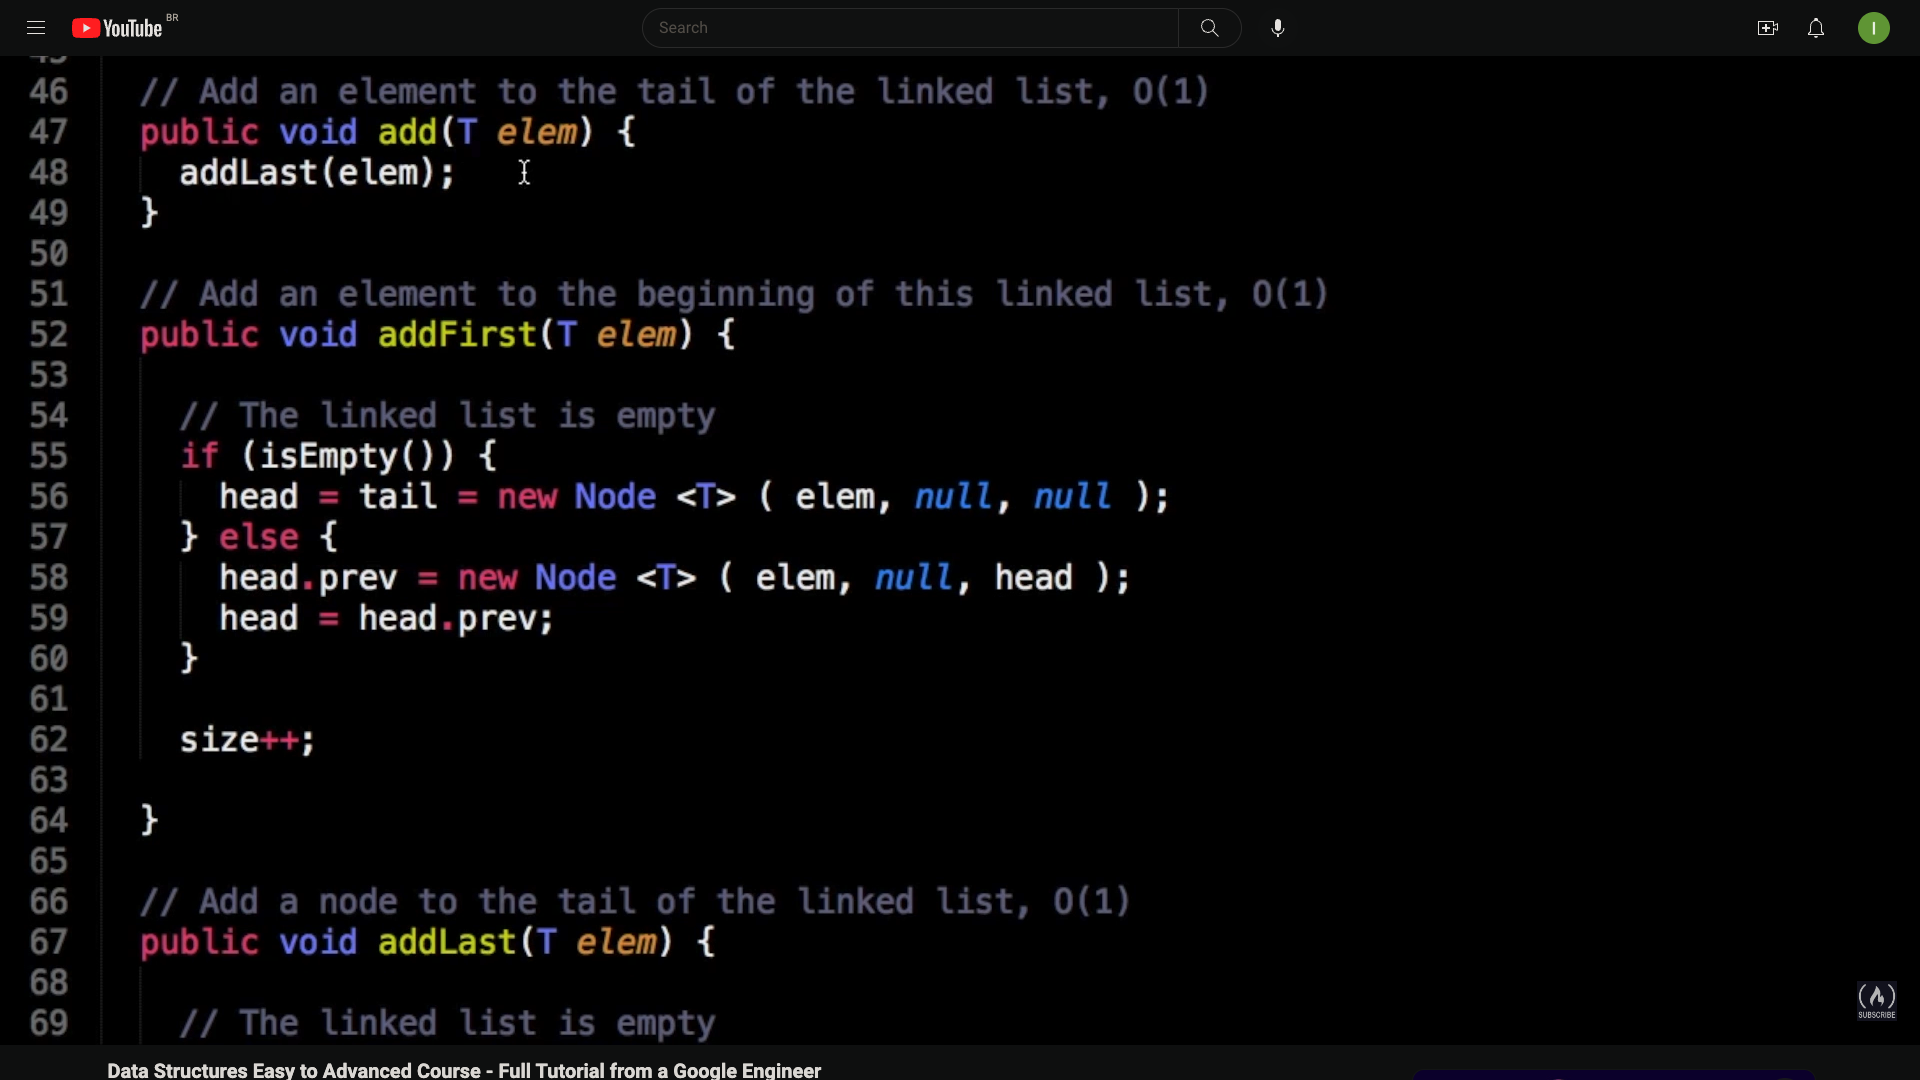 YouTube BR
Search
I
46 // Add an element to the tail of the linked list, O(1)
47 public void add(T elem) {
48 addLast(elem);
49 }
50
51 // Add an element to the beginning of this linked list, O(1)
52 public void addFirst(T elem) {
53
54 // The linked list is empty
55 if (isEmpty()) {
56 head = tail = new Node <T> ( elem, null, null );
57 } else {
58 head.prev = new Node <T> ( elem, null, head );
59 head = head.prev;
60 }
61
62 size++;
63
64 }
65
66 // Add a node to the tail of the linked list, O(1)
67 public void addLast(T elem) {
68
69 // The linked list is empty
SUBSCRIBE
Data Structures Easy to Advanced Course - Full Tutorial from a Google Engineer